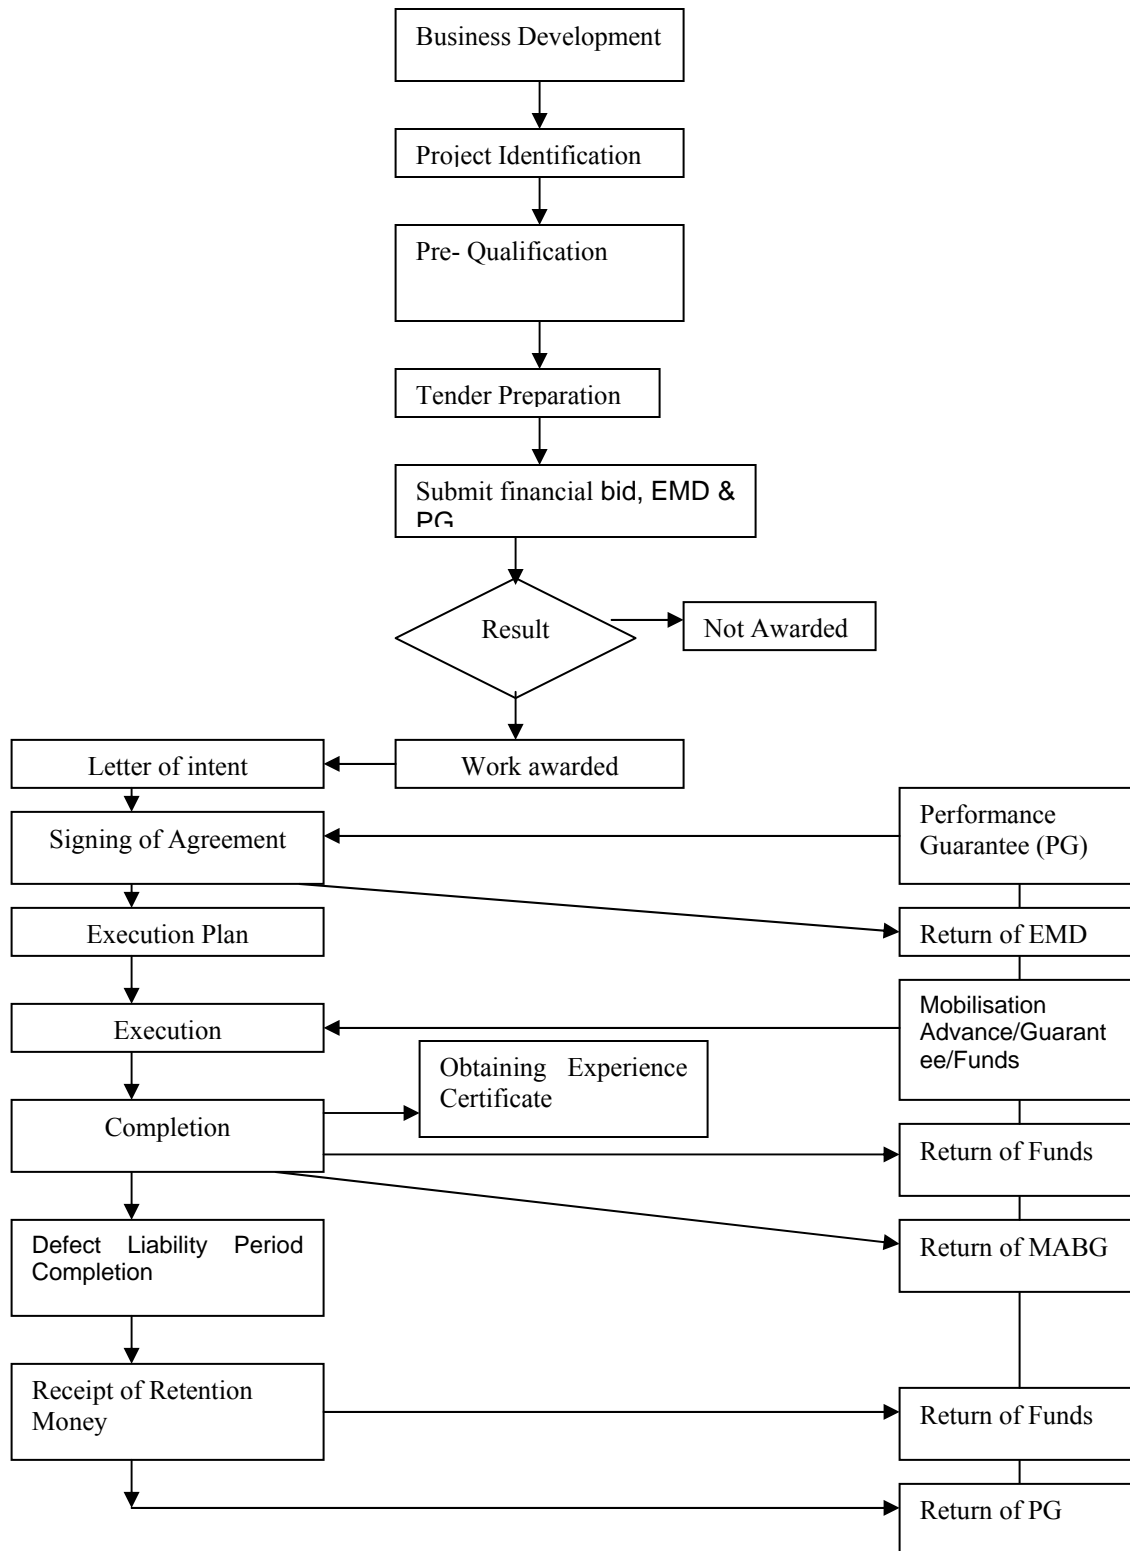 Business Development
Project Identification
Pre- Qualification
Tender Preparation
Submit financial bid, EMD &
PG
Result
Not Awarded
Work awarded
Letter of intent
Signing of Agreement
Performance
Guarantee (PG)
Execution Plan
Return of EMD
Execution
Mobilisation
Advance/Guarant
ee/Funds
Obtaining Experience
Certificate
Completion
Return of Funds
Defect Liability Period
Completion
Return of MABG
Receipt of Retention
Money
Return of Funds
Return of PG